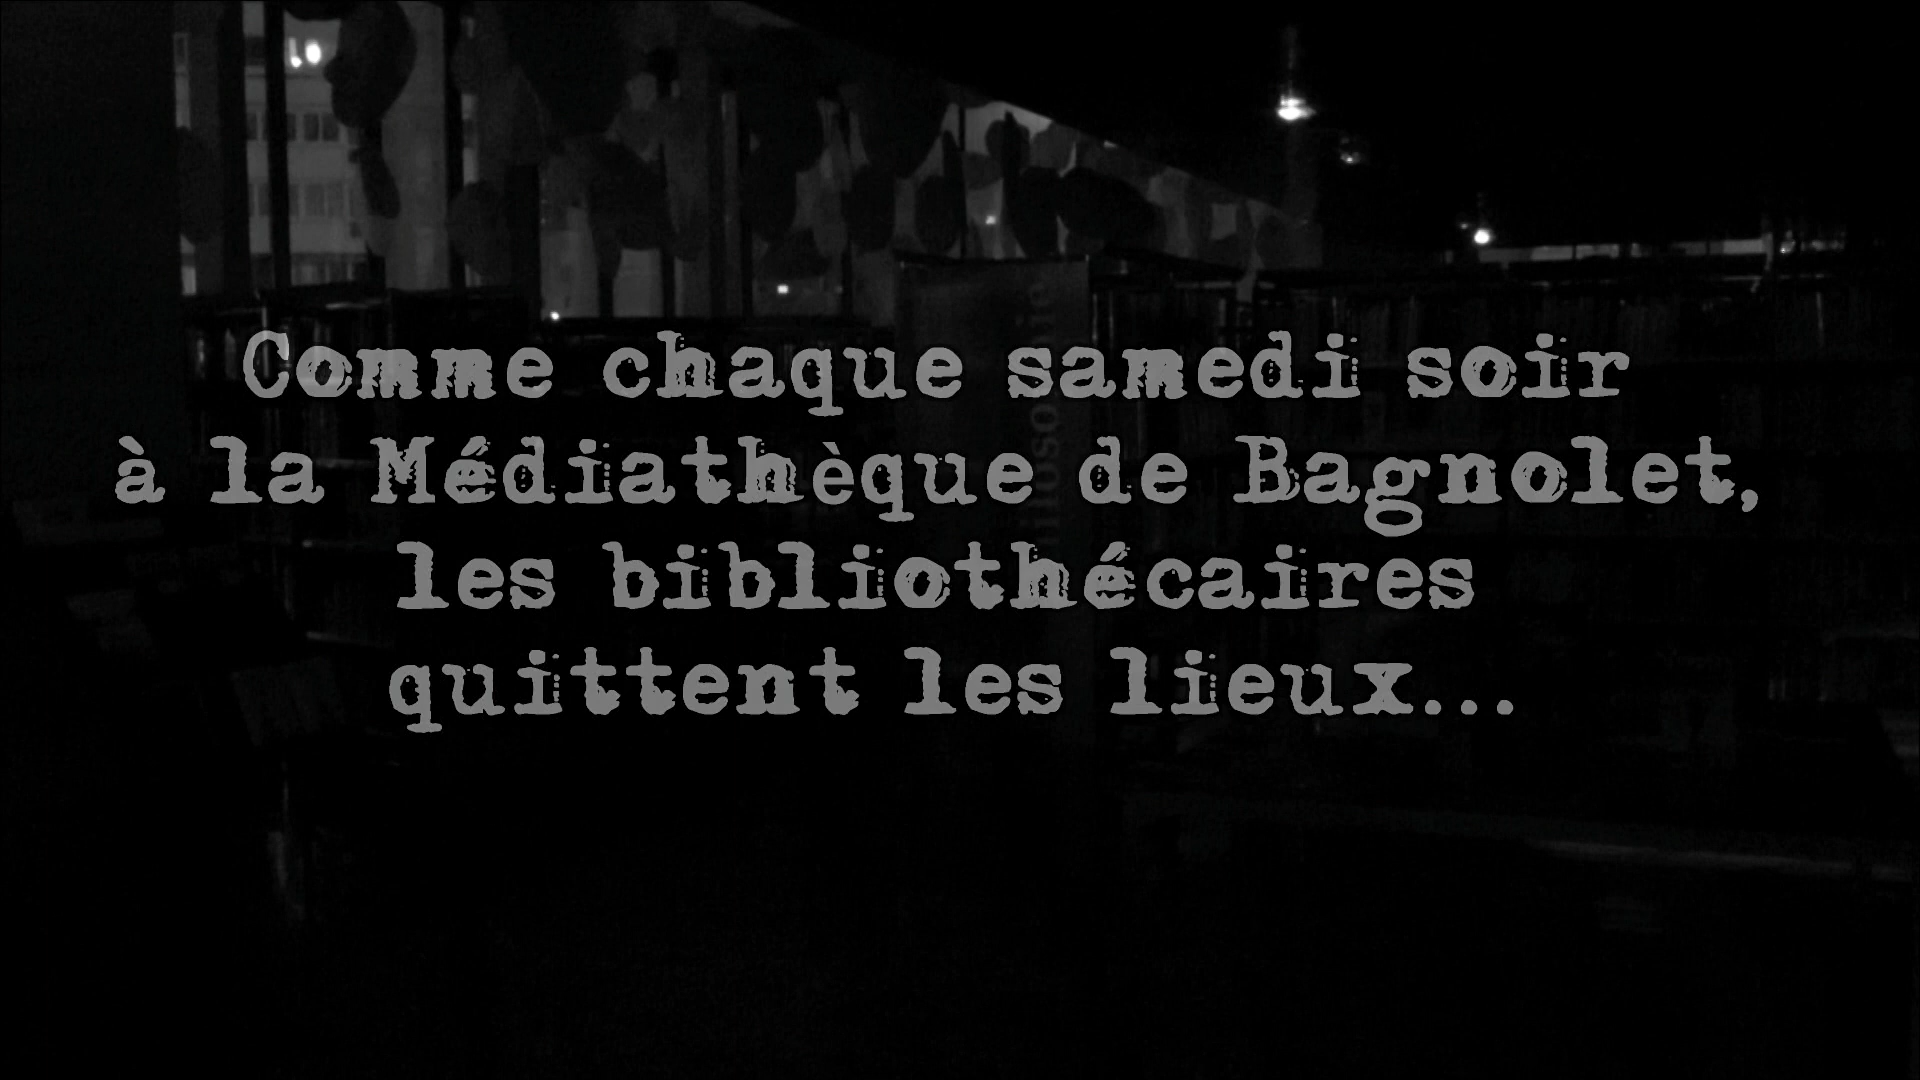 Comme chaque samedi soir
à la Médiathèque de Bagnolet,
les bibliothécaires
quittent les lieux...